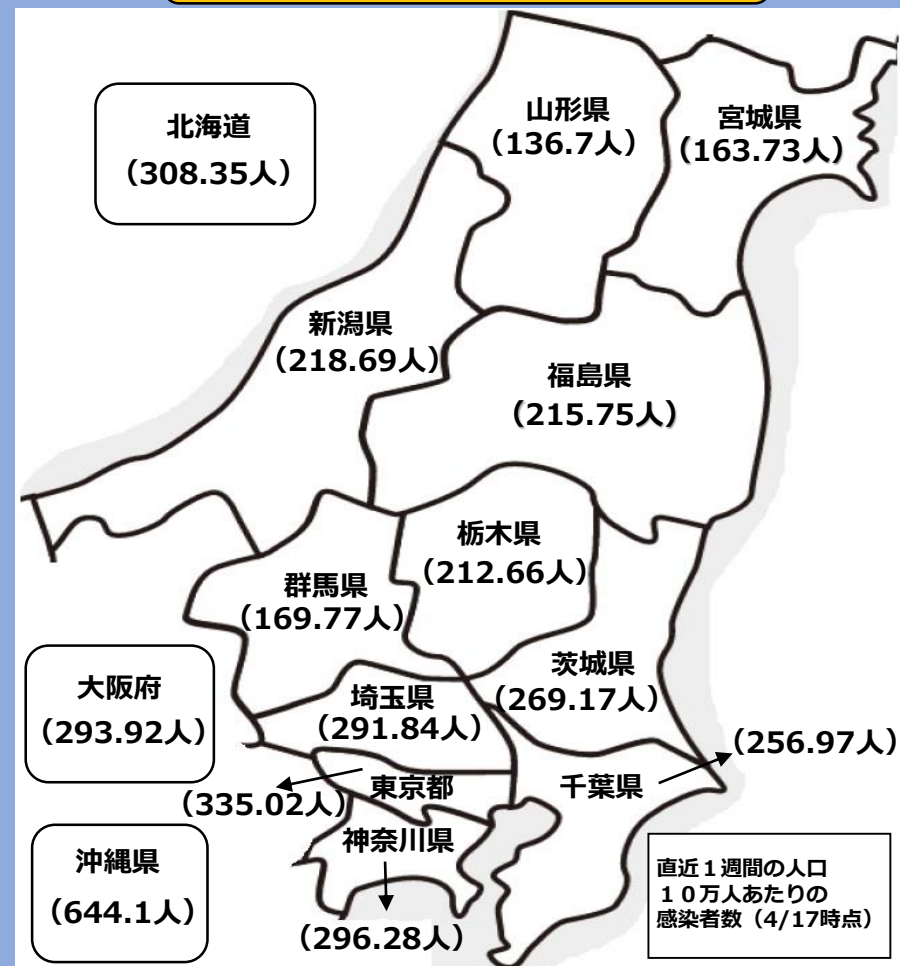 北海道
（308.35人）
山形県
（136.7人）
宮城県
（163.73人）
新潟県
（218.69人）
福島県
（215.75人）
栃木県
（212.66人）
群馬県
（169.77人）
茨城県
（269.17人）
大阪府
（293.92人）
埼玉県
（291.84人）
（256.97人）
千葉県
東京都
（335.02人）
神奈川県
（296.28人）
沖縄県
（644.1人）
直近１週間の人口
１０万人あたりの
感染者数（4/17時点）